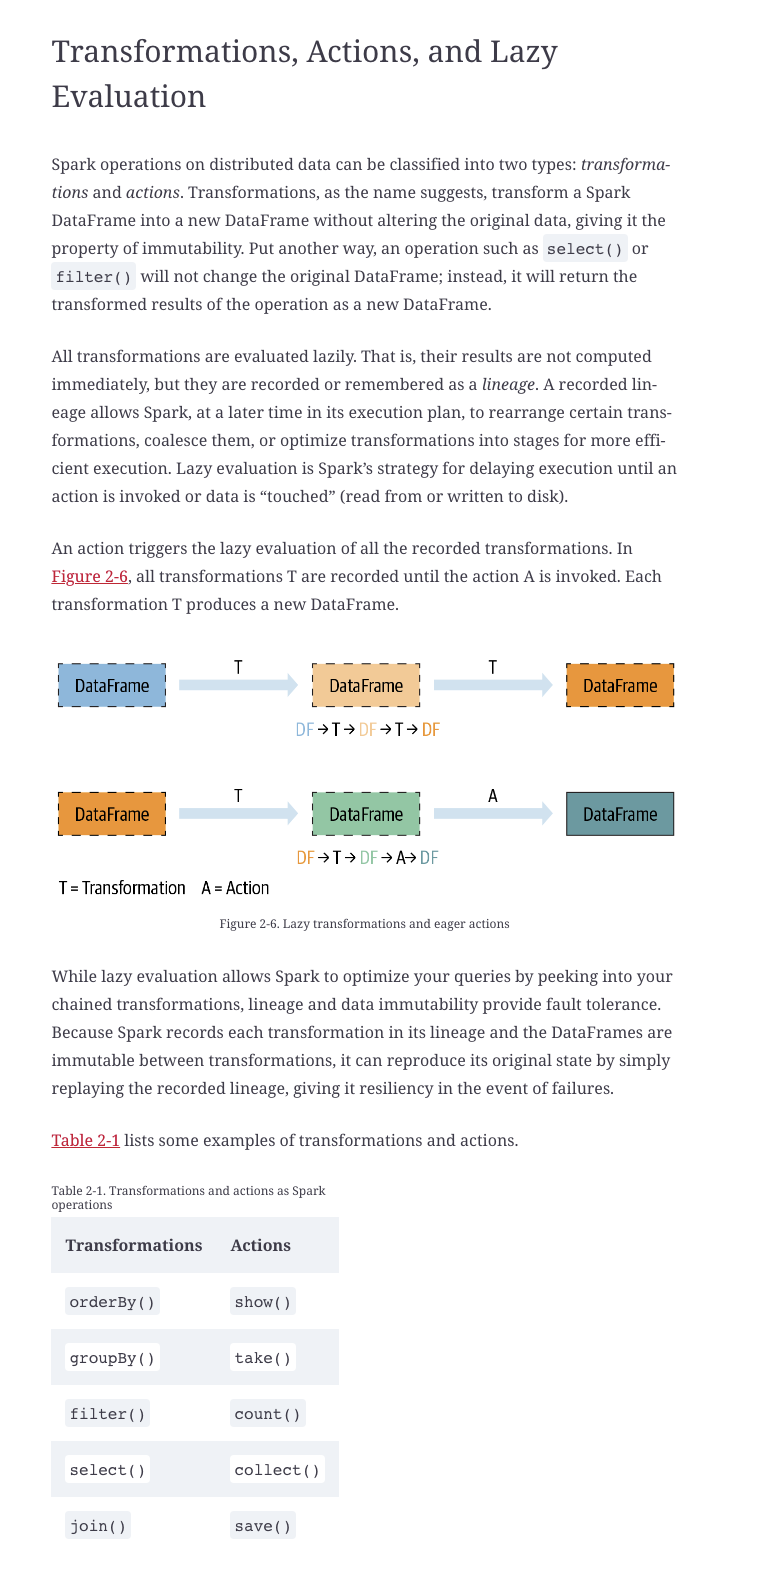 Transformations, Actions, and Lazy
Evaluation
Spark operations on distributed data can be classified into two types: transforma-
tions and actions. Transformations, as the name suggests, transform a Spark
DataFrame into a new DataFrame without altering the original data, giving it the
property of immutability. Put another way, an operation such as select() or
filter() will not change the original DataFrame; instead, it will return the
transformed results of the operation as a new DataFrame.
All transformations are evaluated lazily. That is, their results are not computed
immediately, but they are recorded or remembered as a lineage. A recorded lin-
eage allows Spark, at a later time in its execution plan, to rearrange certain trans-
formations, coalesce them, or optimize transformations into stages for more effi-
cient execution. Lazy evaluation is Spark’s strategy for delaying execution until an
action is invoked or data is “touched” (read from or written to disk).
An action triggers the lazy evaluation of all the recorded transformations. In
Figure 2-6, all transformations T are recorded until the action A is invoked. Each
transformation T produces a new DataFrame.
T T
DataFrame DataFrame DataFrame
DF → T → DF → T → DF
T A
DataFrame DataFrame DataFrame
DF → T → DF → A → DF
T = Transformation A = Action
Figure 2-6. Lazy transformations and eager actions
While lazy evaluation allows Spark to optimize your queries by peeking into your
chained transformations, lineage and data immutability provide fault tolerance.
Because Spark records each transformation in its lineage and the DataFrames are
immutable between transformations, it can reproduce its original state by simply
replaying the recorded lineage, giving it resiliency in the event of failures.
Table 2-1 lists some examples of transformations and actions.
Table 2-1. Transformations and actions as Spark
operations
Transformations Actions
orderBy() show()
groupBy() take()
filter() count()
select() collect()
join() save()